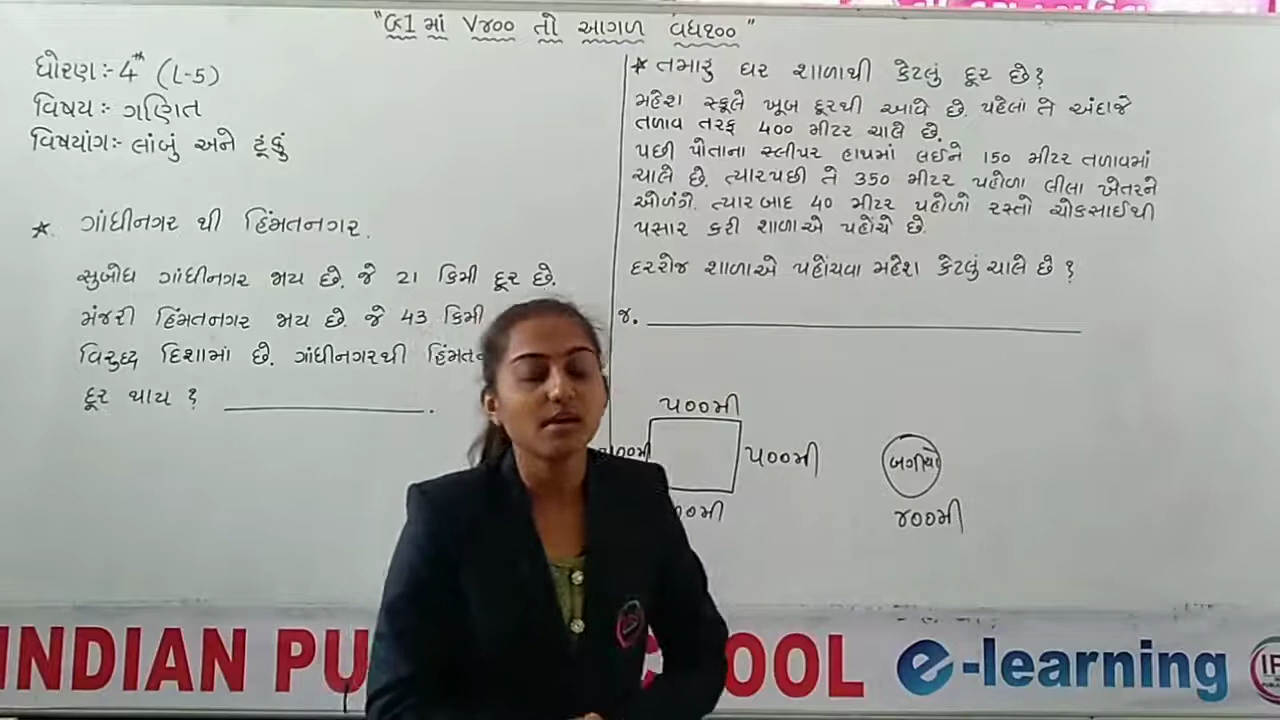 "G1 માં V૪૦૦ તો આગળ વધ૧૦૦"
ધોરણ:- 4th (L-5)
વિષય:- ગણિત
વિષયાંગ:- લાંબું અને ટૂંકું
* ગાંધીનગર થી હિંમતનગર.
સુબોધ ગાંધીનગર જાય છે. જે 21 કિમી દૂર છે.
મંજરી હિંમતનગર જાય છે. જે 43 કિમી
વિરુધ્ધ દિશામાં છે. ગાંધીનગરથી
દૂર થાય ?
* તમારું ઘર શાળાથી કેટલું દૂર છે?
મહેશ સ્કૂલે ખૂબ દૂરથી આવે છે. પહેલાં તે અંદાજે
તળાવ તરફ 400 મીટર ચાલે છે.
પછી પોતાના સ્લીપર હાથમાં લઈને 150 મીટર તળાવમાં
ચાલે છે. ત્યારપછી તે 350 મીટર પહોળા લીલા ખેતરને
ઓળંગે. ત્યાર બાદ 40 મીટર પહોળો રસ્તો ચોકસાઈથી
પસાર કરી શાળાએ પહોંચે છે.
દરરોજ શાળાએ પહોંચવા મહેશ કેટલું ચાલે છે ?
જ.
૫૦૦મી
૫૦૦મી
બગીચો
૪૦૦મી
INDIAN PU OOL e-learning